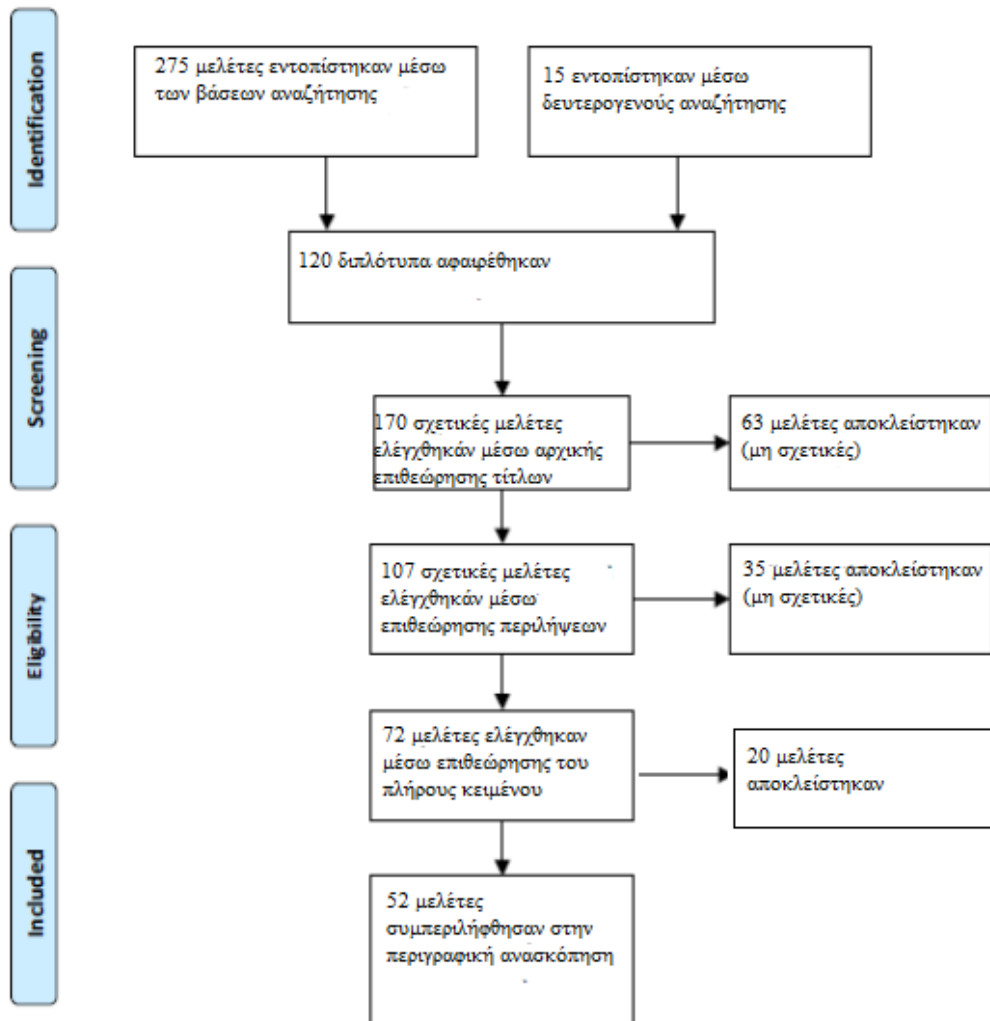 Identification
275 μελέτες εντοπίστηκαν μέσω
των βάσεων αναζήτησης
15 εντοπίστηκαν μέσω
δευτερογενούς αναζήτησης
120 διπλότυπα αφαιρέθηκαν
Screening
170 σχετικές μελέτες
ελέγχθηκάν μέσω αρχικής
επιθεώρησης τίτλων
63 μελέτες αποκλείστηκαν
(μη σχετικές)
Eligibility
107 σχετικές μελέτες
ελέγχθηκάν μέσω
επιθεώρησης περιλήψεων
35 μελέτες αποκλείστηκαν
(μη σχετικές)
72 μελέτες ελέγχθηκαν
μέσω επιθεώρησης του
πλήρους κειμένου
20 μελέτες
αποκλείστηκαν
Included
52 μελέτες
συμπεριλήφθησαν στην
περιγραφική ανασκόπηση